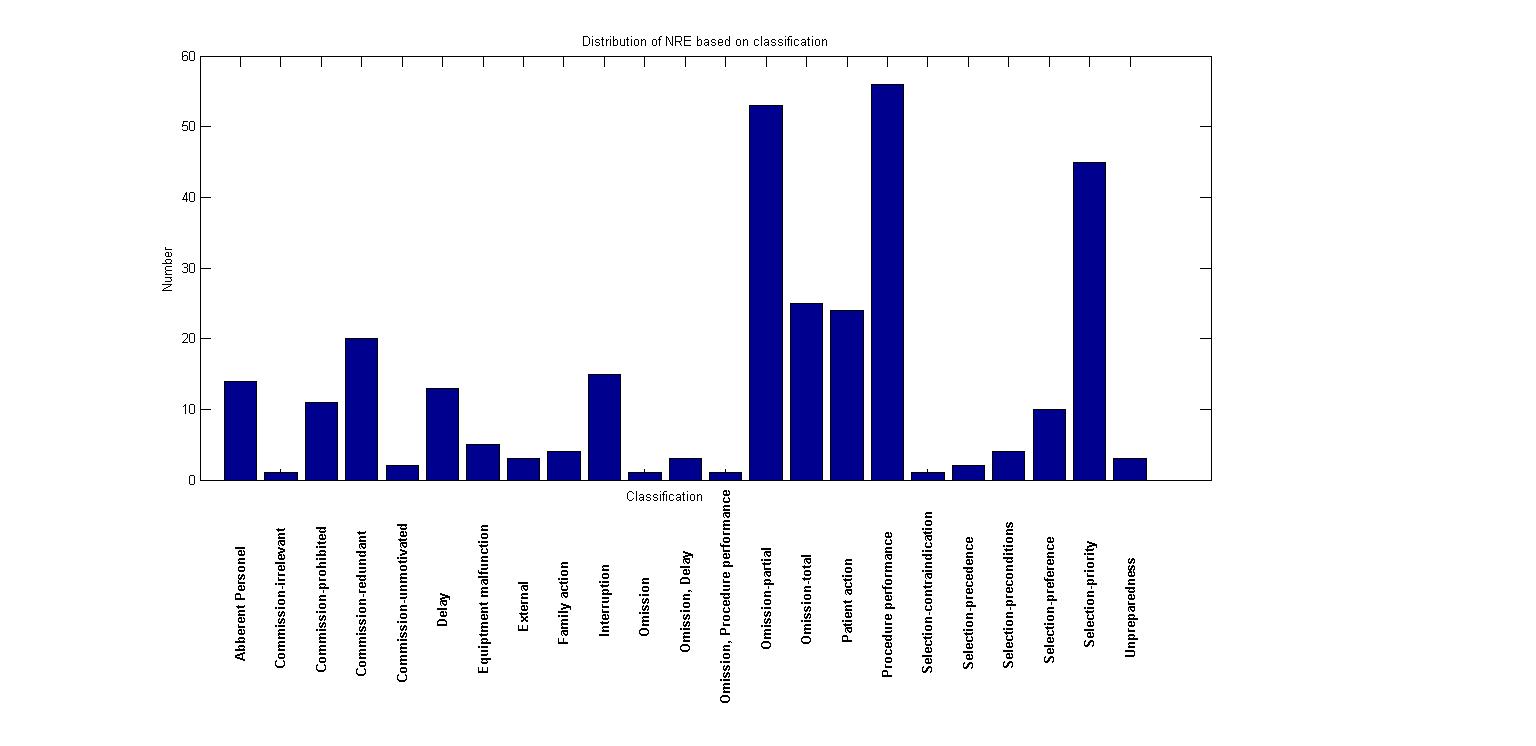 Distribution of NRE based on classification
60
50
40
30
20
10
0
Number
Classification
Abberent Personel
Commission-irrelevant
Commission-prohibited
Commission-redundant
Commission-unmotivated
Delay
Equiptment malfunction
External
Family action
Interruption
Omission
Omission, Delay
Omission, Procedure performance
Omission-partial
Omission-total
Patient action
Procedure performance
Selection-contraindication
Selection-precedence
Selection-preconditions
Selection-preference
Selection-priority
Unpreparedness